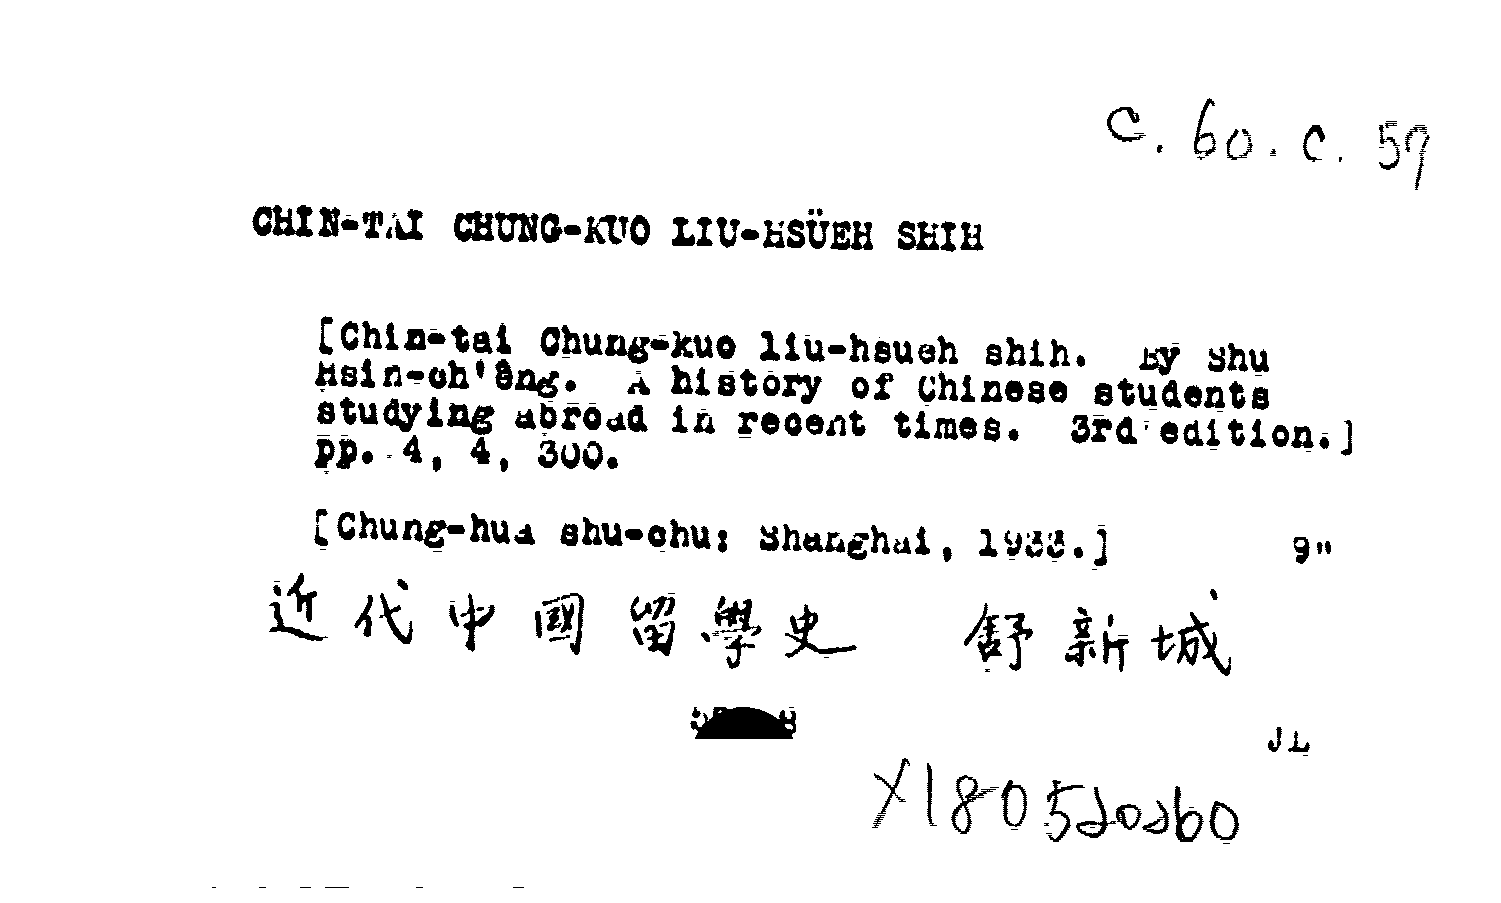 C. 60. C. 59
CHIN-TAI CHUNG-KUO LIU-HSÜEH SHIH
[Chin-tai Chung-kuo liu-hsueh shih. By Shu
Hsin-ch'êng. A history of Chinese students
studying abroad in recent times. 3rd edition.]
pp. 4, 4, 300.
[Chung-hua shu-chu: Shanghai, 1933.] 9"
近代中國留學史 舒新城
JL
X180520260